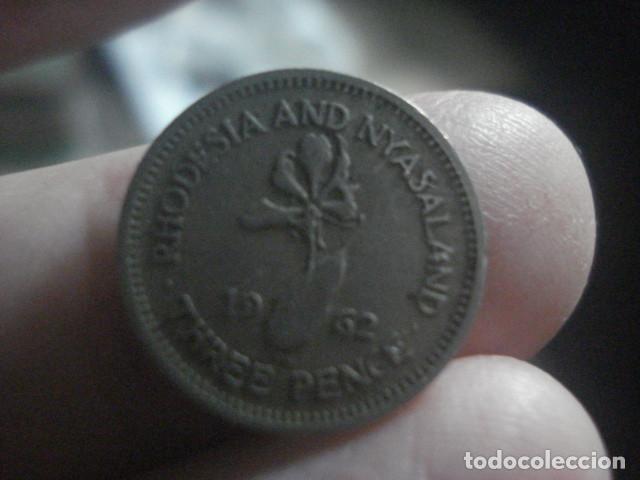 RHODESIA AND NYASALAND
19 62
THREE PENCE
todocoleccion